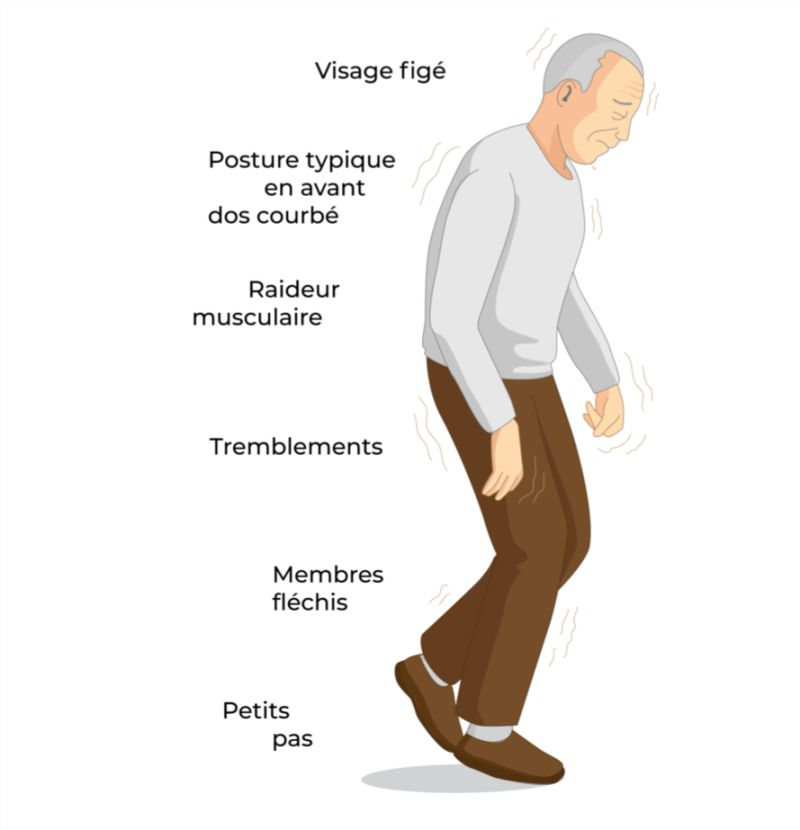 Visage figé
Posture typique
en avant
dos courbé
Raideur
musculaire
Tremblements
Membres
fléchis
Petits
pas